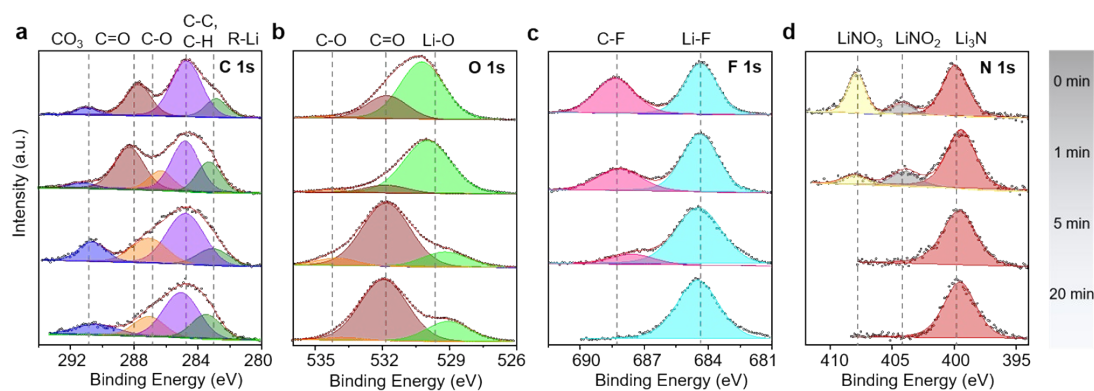 a
CO₃ C=O C-O C-C, C-H R-Li
C 1s
b
C-O C=O Li-O
O 1s
c
C-F Li-F
F 1s
d
LiNO₃ LiNO₂ Li₃N
N 1s
0 min
1 min
5 min
20 min
Intensity (a.u.)
292 288 284 280
Binding Energy (eV)
535 532 529 526
Binding Energy (eV)
690 687 684 681
Binding Energy (eV)
410 405 400 395
Binding Energy (eV)